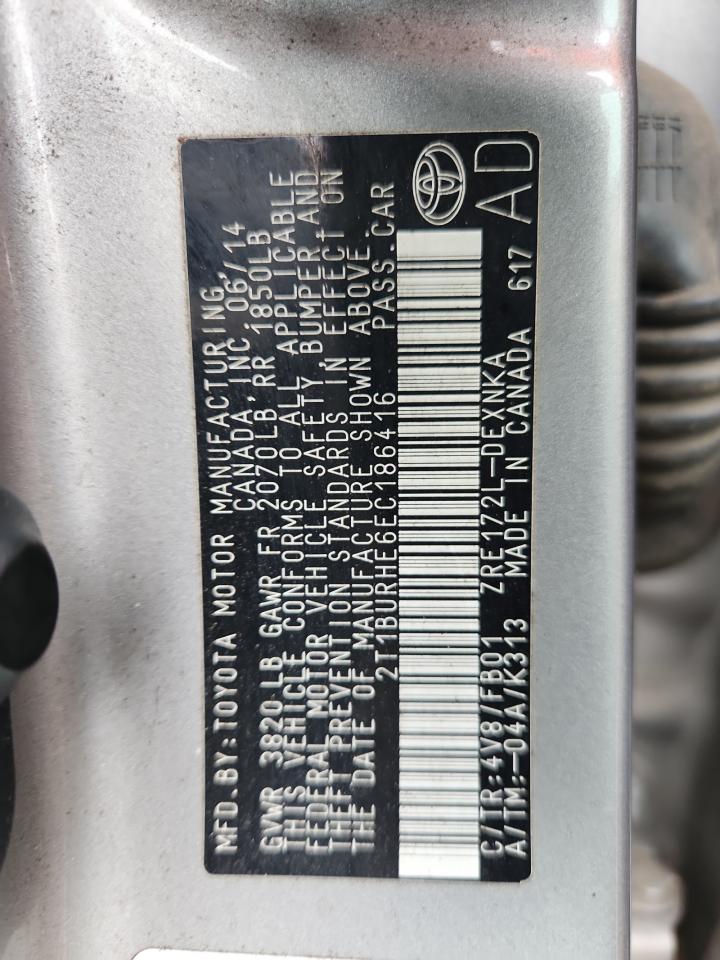 MFD.BY:TOYOTA MOTOR MANUFACTURING,
CANADA,INC 06/14
GVWR 3820LB GAWR FR 2070LB,RR 1850LB
THIS VEHICLE CONFORMS TO ALL APPLICABLE
FEDERAL MOTOR VEHICLE SAFETY BUMPER AND
THEFT PREVENTION STANDARDS IN EFFECT ON
THE DATE OF MANUFACTURE SHOWN ABOVE.
2T1BURHE6EC186416 PASS.CAR
C/TR:4V8/FB01 ZRE172L-DEXNKA 617
A/TM:-04A/K313 MADE IN CANADA
AD